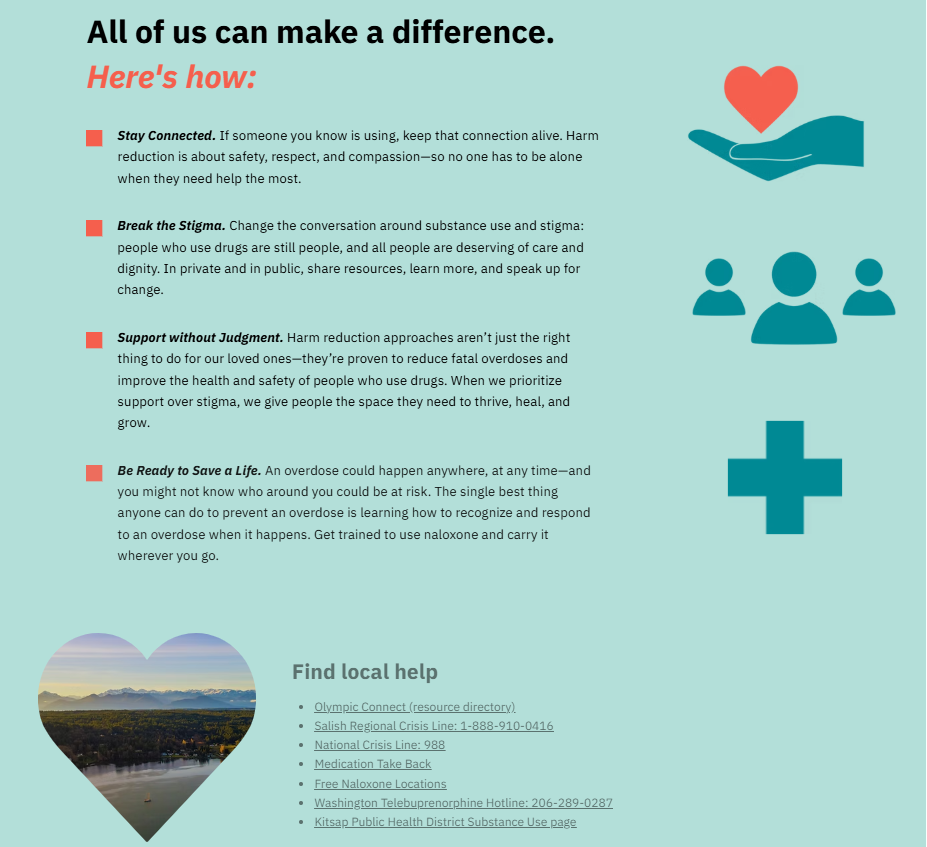 All of us can make a difference.
Here's how:
Stay Connected. If someone you know is using, keep that connection alive. Harm
reduction is about safety, respect, and compassion—so no one has to be alone
when they need help the most.
Break the Stigma. Change the conversation around substance use and stigma:
people who use drugs are still people, and all people are deserving of care and
dignity. In private and in public, share resources, learn more, and speak up for
change.
Support without Judgment. Harm reduction approaches aren’t just the right
thing to do for our loved ones—they’re proven to reduce fatal overdoses and
improve the health and safety of people who use drugs. When we prioritize
support over stigma, we give people the space they need to thrive, heal, and
grow.
Be Ready to Save a Life. An overdose could happen anywhere, at any time—and
you might not know who around you could be at risk. The single best thing
anyone can do to prevent an overdose is learning how to recognize and respond
to an overdose when it happens. Get trained to use naloxone and carry it
wherever you go.
Find local help
Olympic Connect (resource directory)
Salish Regional Crisis Line: 1-888-910-0416
National Crisis Line: 988
Medication Take Back
Free Naloxone Locations
Washington Telebuprenorphine Hotline: 206-289-0287
Kitsap Public Health District Substance Use page